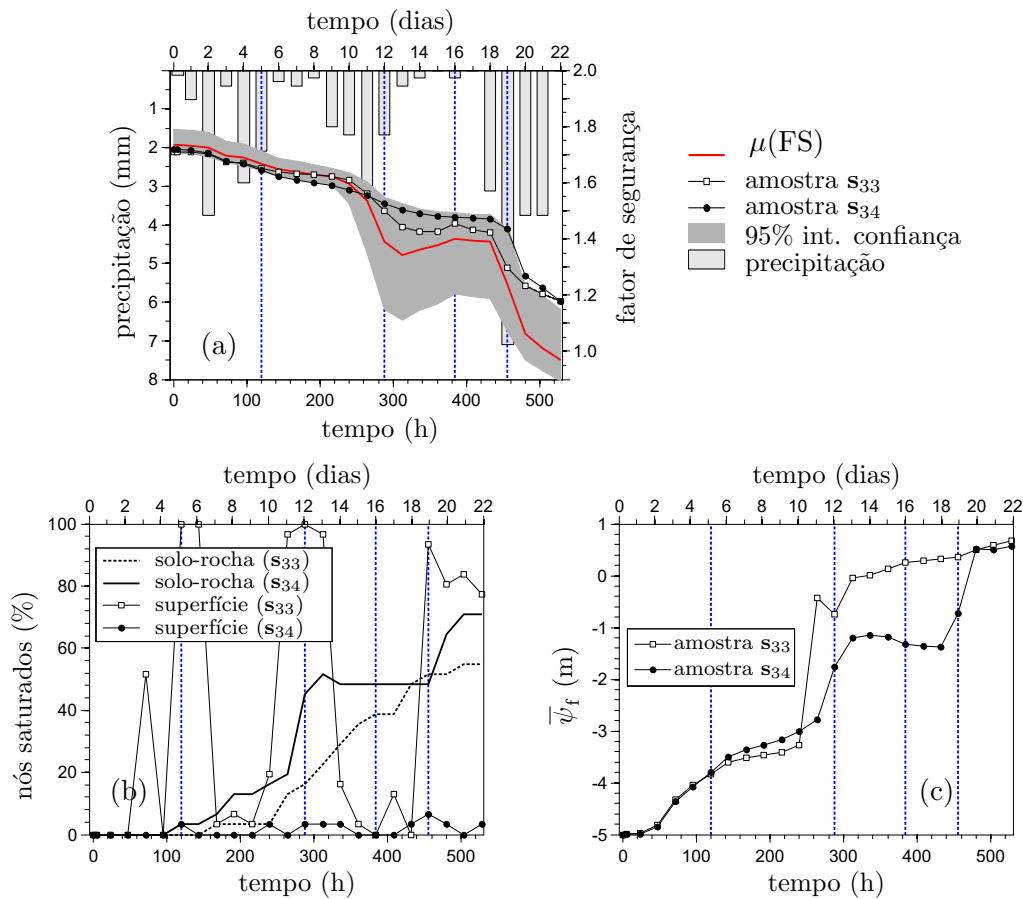 tempo (dias)
0 2 4 6 8 10 12 14 16 18 20 22
precipitação (mm)
1
2
3
4
5
6
7
8
2.0
1.8
1.6
1.4
1.2
1.0
fator de segurança
(a)
0 100 200 300 400 500
tempo (h)
μ(FS)
amostra s33
amostra s34
95% int. confiança
precipitação
tempo (dias)
0 2 4 6 8 10 12 14 16 18 20 22
nós saturados (%)
100
80
60
40
20
0
solo-rocha (s33)
solo-rocha (s34)
superfície (s33)
superfície (s34)
(b)
0 100 200 300 400 500
tempo (h)
tempo (dias)
0 2 4 6 8 10 12 14 16 18 20 22
ψ̅f (m)
1
0
-1
-2
-3
-4
-5
amostra s33
amostra s34
(c)
0 100 200 300 400 500
tempo (h)